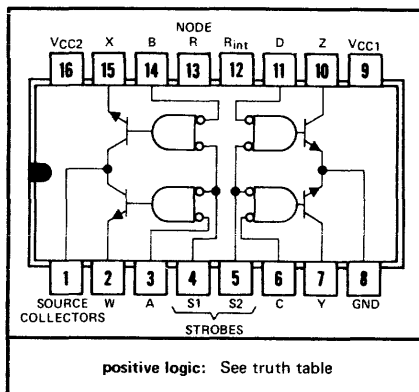 NODE
VCC2 X B R Rint D Z VCC1
16 15 14 13 12 11 10 9
1 2 3 4 5 6 7 8
SOURCE W A S1 S2 C Y GND
COLLECTORS
STROBES
positive logic: See truth table